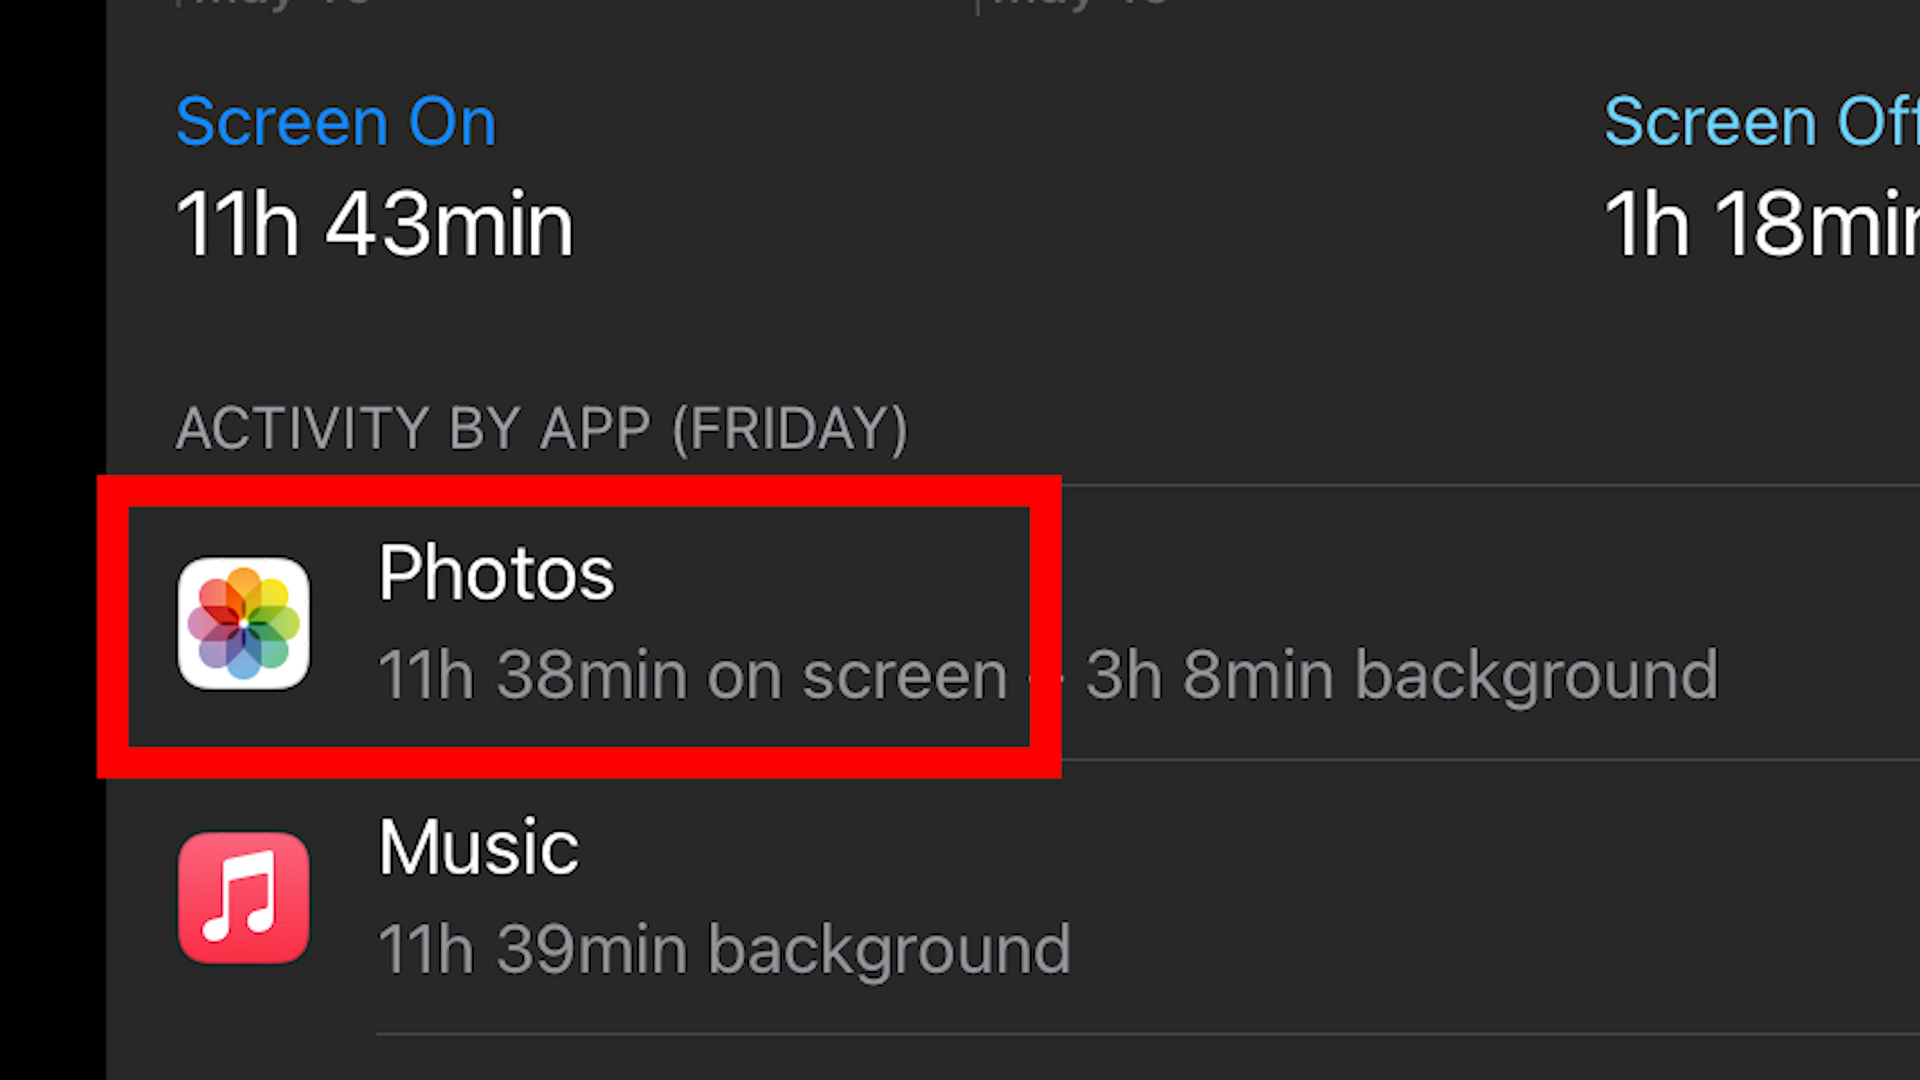 Screen On
11h 43min
Screen Off
1h 18min
ACTIVITY BY APP (FRIDAY)
Photos
11h 38min on screen - 3h 8min background
Music
11h 39min background